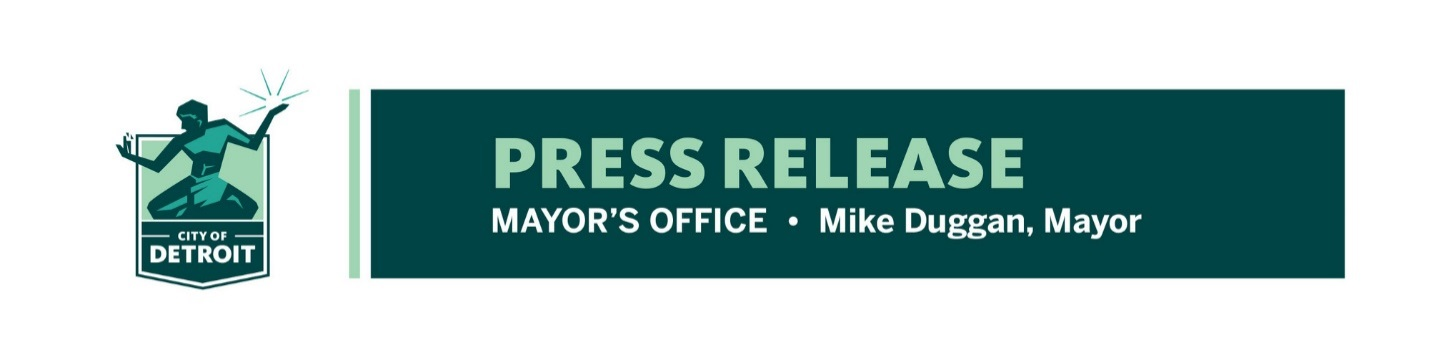 PRESS RELEASE
MAYOR’S OFFICE • Mike Duggan, Mayor
CITY OF
DETROIT